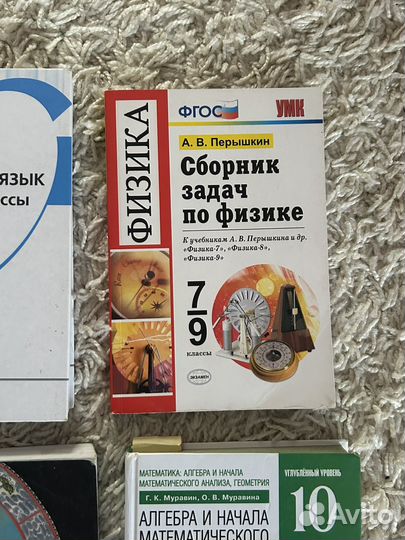 ЯЗЫК
ССЫ
ФИЗИКА
ФГОС
УМК
А. В. Перышкин
Сборник
задач
по физике
К учебникам А. В. Перышкина и др.
«Физика-7», «Физика-8»,
«Физика-9»
7
9
классы
ЭКЗАМЕН
МАТЕМАТИКА: АЛГЕБРА И НАЧАЛА
МАТЕМАТИЧЕСКОГО АНАЛИЗА, ГЕОМЕТРИЯ
УГЛУБЛЁННЫЙ УРОВЕНЬ
Г. К. Муравин, О. В. Муравина
10
АЛГЕБРА И НАЧАЛА
МАТЕМАТИЧЕСКОГО
Avito